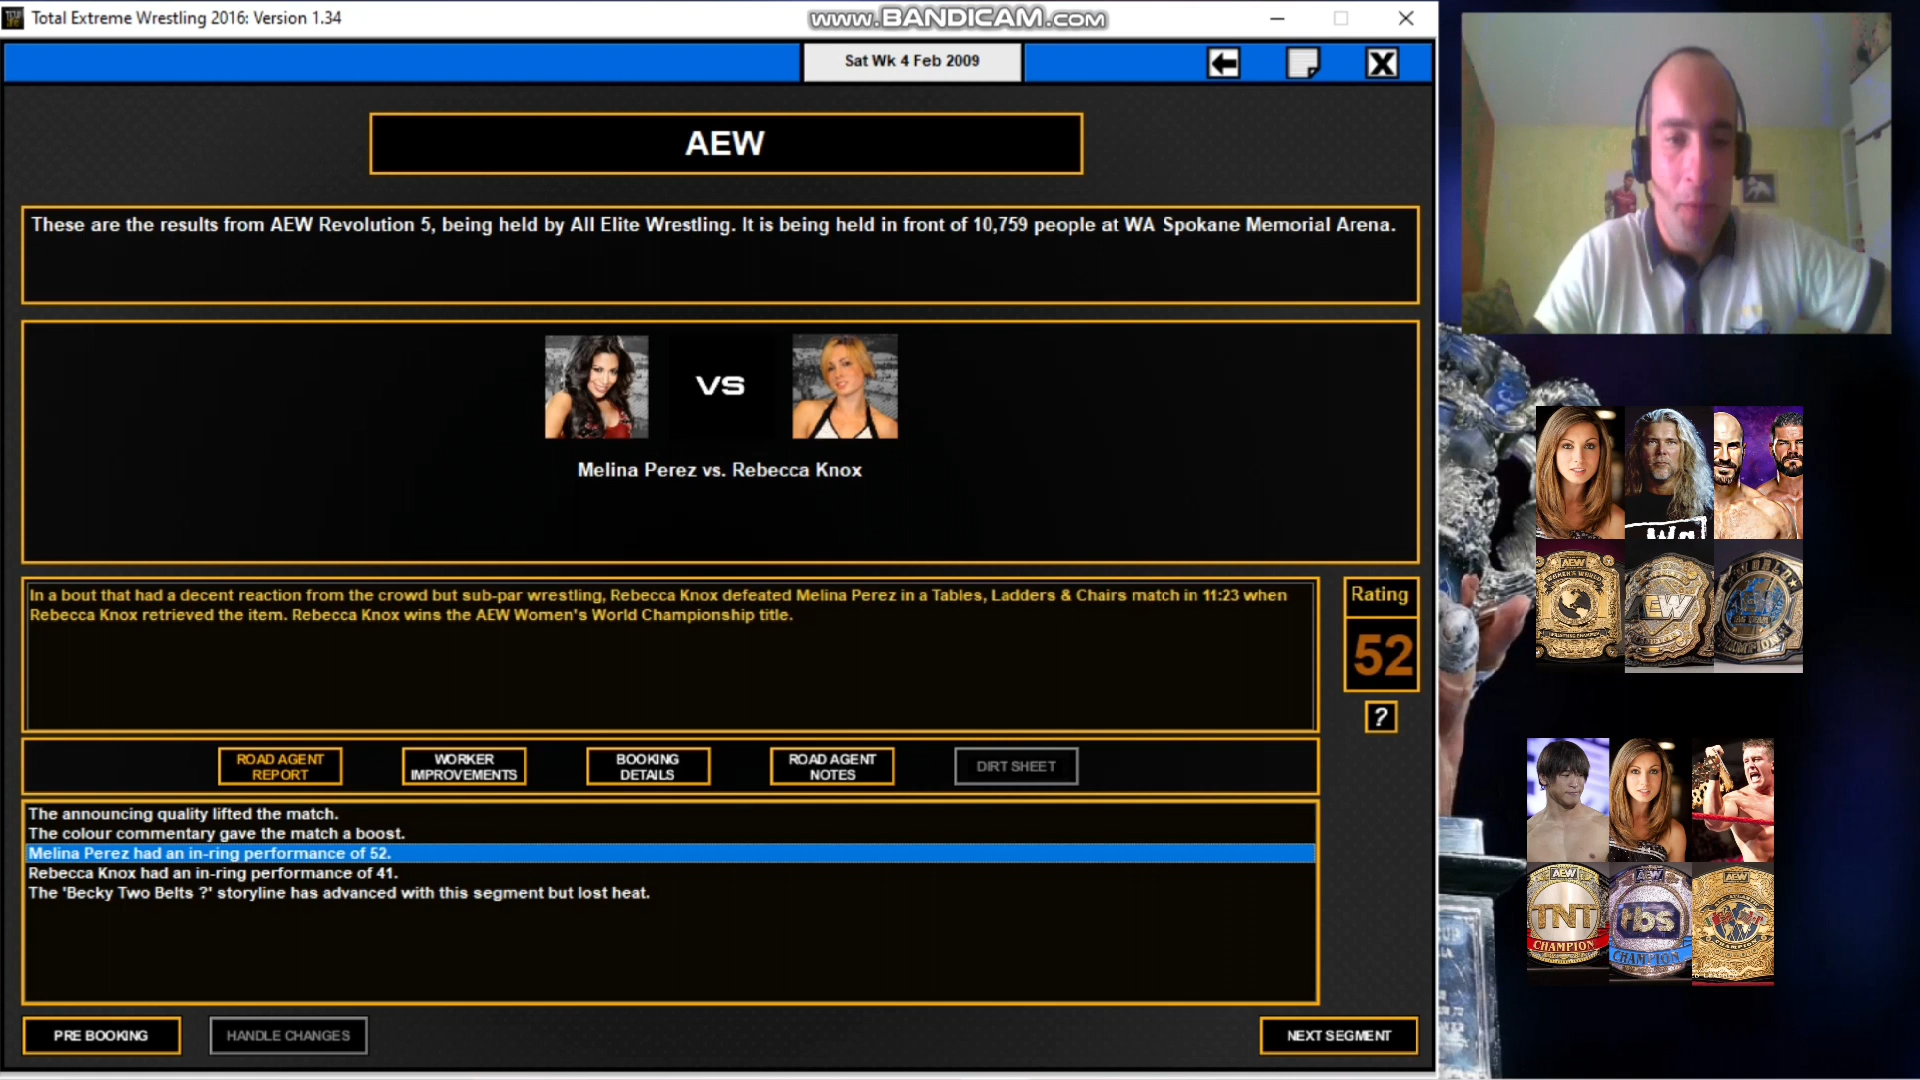 Total Extreme Wrestling 2016: Version 1.34
www.BANDICAM.com
Sat Wk 4 Feb 2009
AEW
These are the results from AEW Revolution 5, being held by All Elite Wrestling. It is being held in front of 10,759 people at WA Spokane Memorial Arena.
VS
Melina Perez vs. Rebecca Knox
In a bout that had a decent reaction from the crowd but sub-par wrestling, Rebecca Knox defeated Melina Perez in a Tables, Ladders & Chairs match in 11:23 when
Rebecca Knox retrieved the item. Rebecca Knox wins the AEW Women's World Championship title.
Rating
52
?
ROAD AGENT
REPORT
WORKER
IMPROVEMENTS
BOOKING
DETAILS
ROAD AGENT
NOTES
DIRT SHEET
The announcing quality lifted the match.
The colour commentary gave the match a boost.
Melina Perez had an in-ring performance of 52.
Rebecca Knox had an in-ring performance of 41.
The 'Becky Two Belts ?' storyline has advanced with this segment but lost heat.
PRE BOOKING
HANDLE CHANGES
NEXT SEGMENT
AEW
WOMEN'S WORLD
AEW
WORLD
CHAMPIONS
AEW
TNT
CHAMPION
AEW
tbs
CHAMPION
AEW
CHAMPION